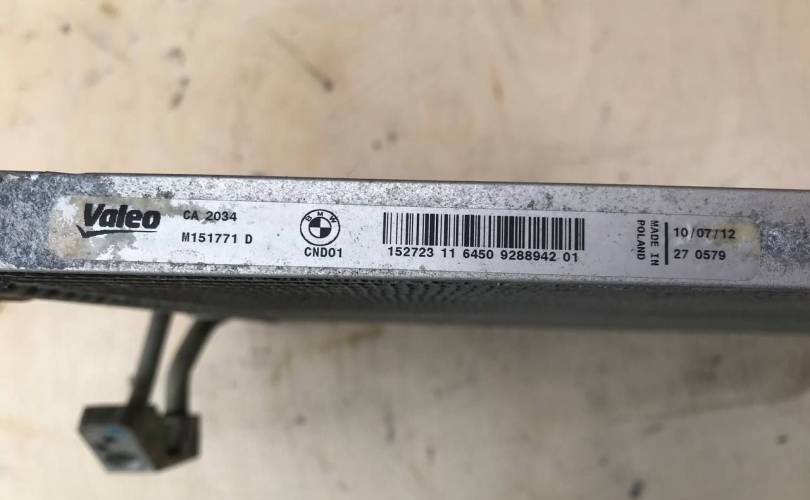 Valeo
CA 2034
M151771 D
BMW
CND01
152723 11 6450 9288942 01
MADE IN
POLAND
10/07/12
27 0579